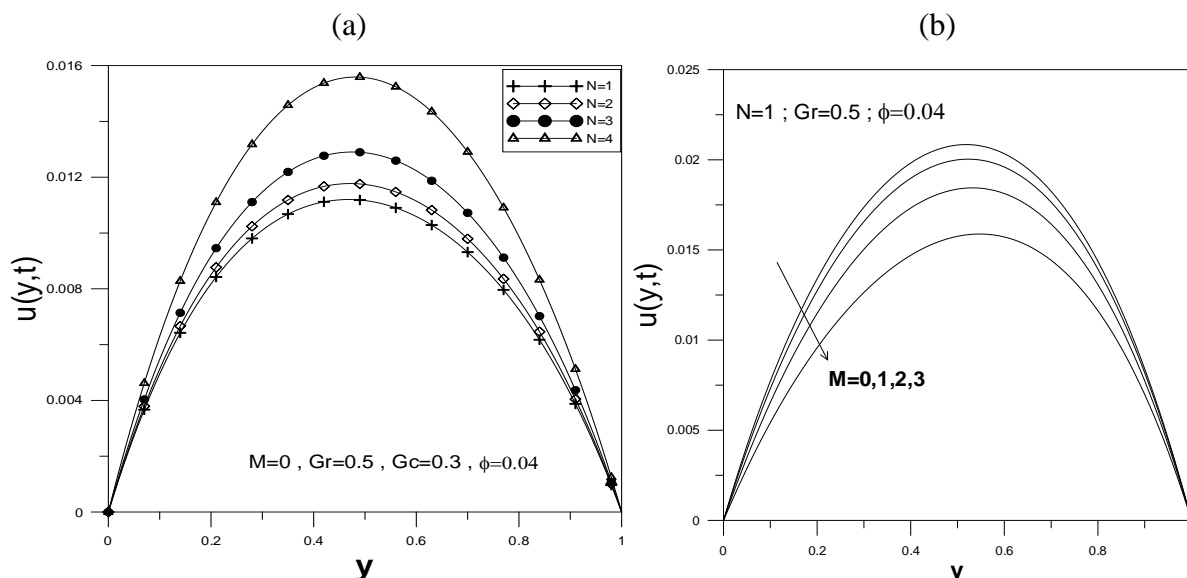 (a)
0.016
0.012
0.008
0.004
0
u(y,t)
N=1
N=2
N=3
N=4
M=0 , Gr=0.5 , Gc=0.3 , ϕ=0.04
0 0.2 0.4 0.6 0.8 1
y
(b)
0.025
0.02
0.015
0.01
0.005
0
u(y,t)
N=1 ; Gr=0.5 ; ϕ=0.04
M=0,1,2,3
0 0.2 0.4 0.6 0.8
y